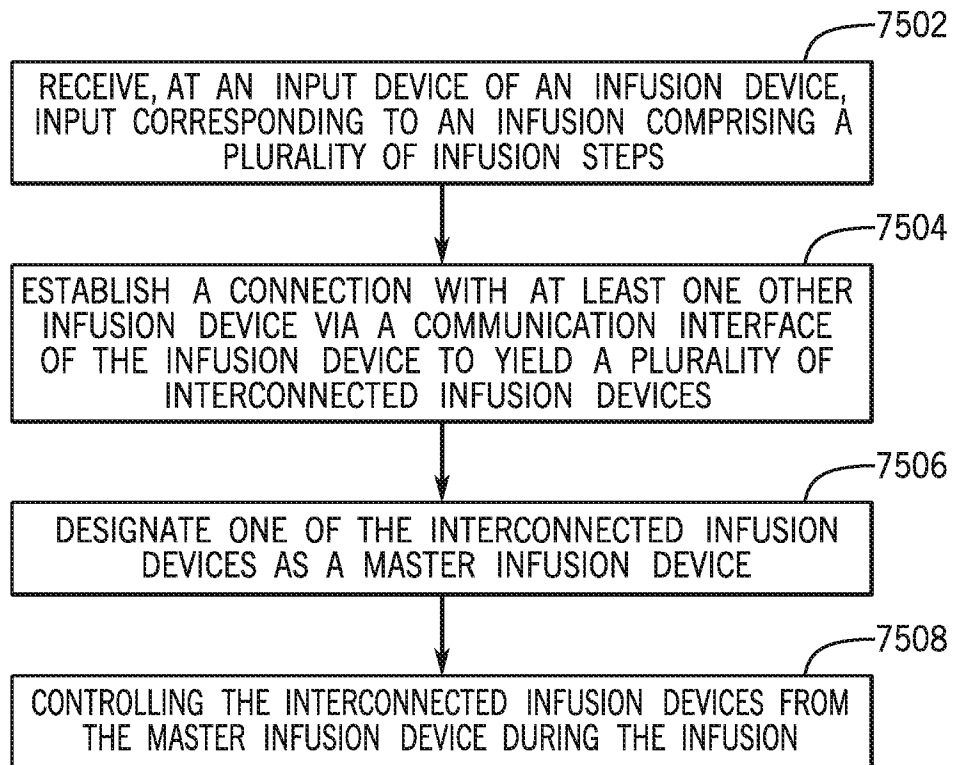 7502
RECEIVE, AT AN INPUT DEVICE OF AN INFUSION DEVICE,
INPUT CORRESPONDING TO AN INFUSION COMPRISING A
PLURALITY OF INFUSION STEPS
7504
ESTABLISH A CONNECTION WITH AT LEAST ONE OTHER
INFUSION DEVICE VIA A COMMUNICATION INTERFACE
OF THE INFUSION DEVICE TO YIELD A PLURALITY OF
INTERCONNECTED INFUSION DEVICES
7506
DESIGNATE ONE OF THE INTERCONNECTED INFUSION
DEVICES AS A MASTER INFUSION DEVICE
7508
CONTROLLING THE INTERCONNECTED INFUSION DEVICES FROM
THE MASTER INFUSION DEVICE DURING THE INFUSION